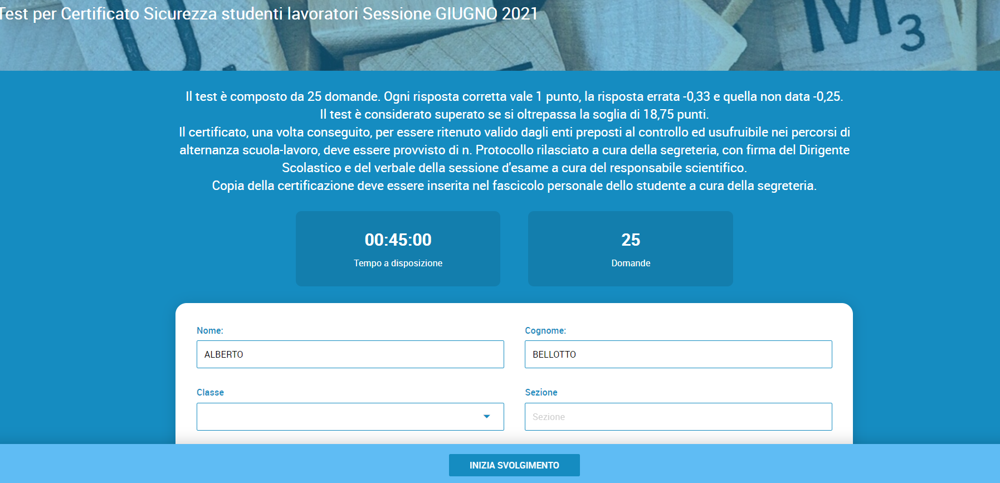 Test per Certificato Sicurezza studenti lavoratori Sessione GIUGNO 2021
U
M
3
Il test è composto da 25 domande. Ogni risposta corretta vale 1 punto, la risposta errata -0,33 e quella non data -0,25.
Il test è considerato superato se si oltrepassa la soglia di 18,75 punti.
Il certificato, una volta conseguito, per essere ritenuto valido dagli enti preposti al controllo ed usufruibile nei percorsi di
alternanza scuola-lavoro, deve essere provvisto di n. Protocollo rilasciato a cura della segreteria, con firma del Dirigente
Scolastico e del verbale della sessione d'esame a cura del responsabile scientifico.
Copia della certificazione deve essere inserita nel fascicolo personale dello studente a cura della segreteria.
00:45:00
Tempo a disposizione
25
Domande
Nome:
Cognome:
ALBERTO
BELLOTTO
Classe
Sezione
Sezione
INIZIA SVOLGIMENTO